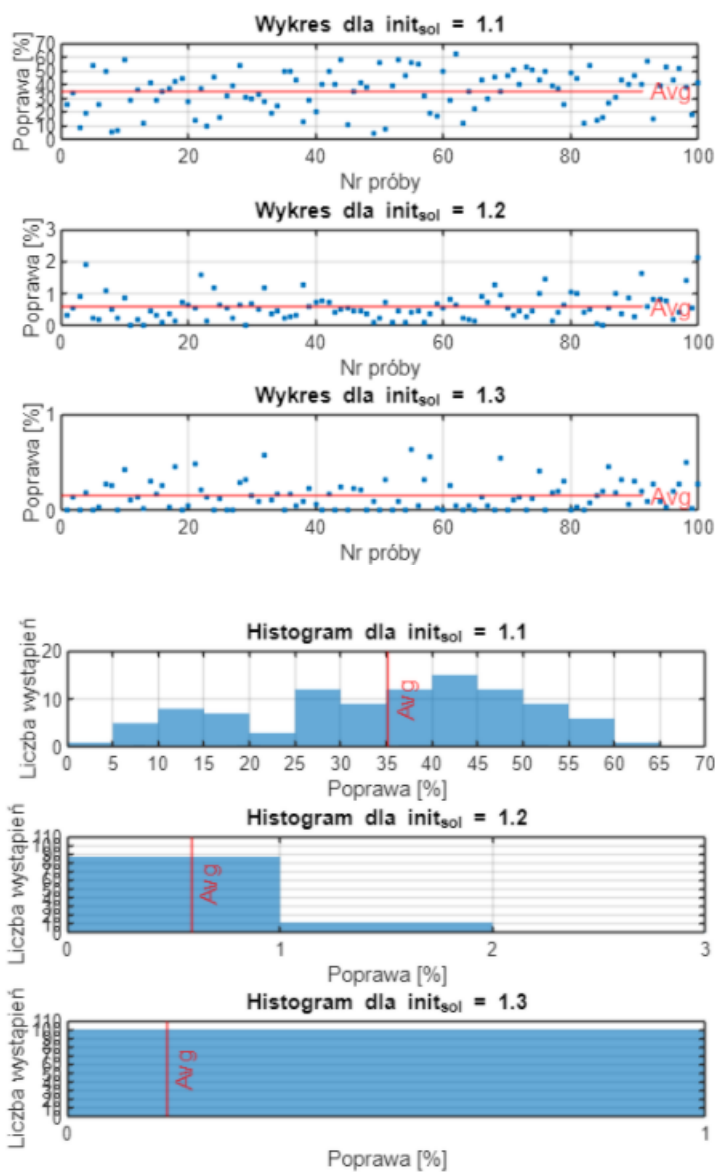 Wykres dla init_sol = 1.1
Poprawa [%]
70
60
50
40
30
20
10
0
Avg
0 20 40 60 80 100
Nr próby
Wykres dla init_sol = 1.2
Poprawa [%]
3
2
1
0
Avg
0 20 40 60 80 100
Nr próby
Wykres dla init_sol = 1.3
Poprawa [%]
1
0
Avg
0 20 40 60 80 100
Nr próby
Histogram dla init_sol = 1.1
Liczba wystąpień
20
10
0
Avg
0 5 10 15 20 25 30 35 40 45 50 55 60 65 70
Poprawa [%]
Histogram dla init_sol = 1.2
Liczba wystąpień
110
0
Avg
0 1 2 3
Poprawa [%]
Histogram dla init_sol = 1.3
Liczba wystąpień
110
0
Avg
0 1
Poprawa [%]